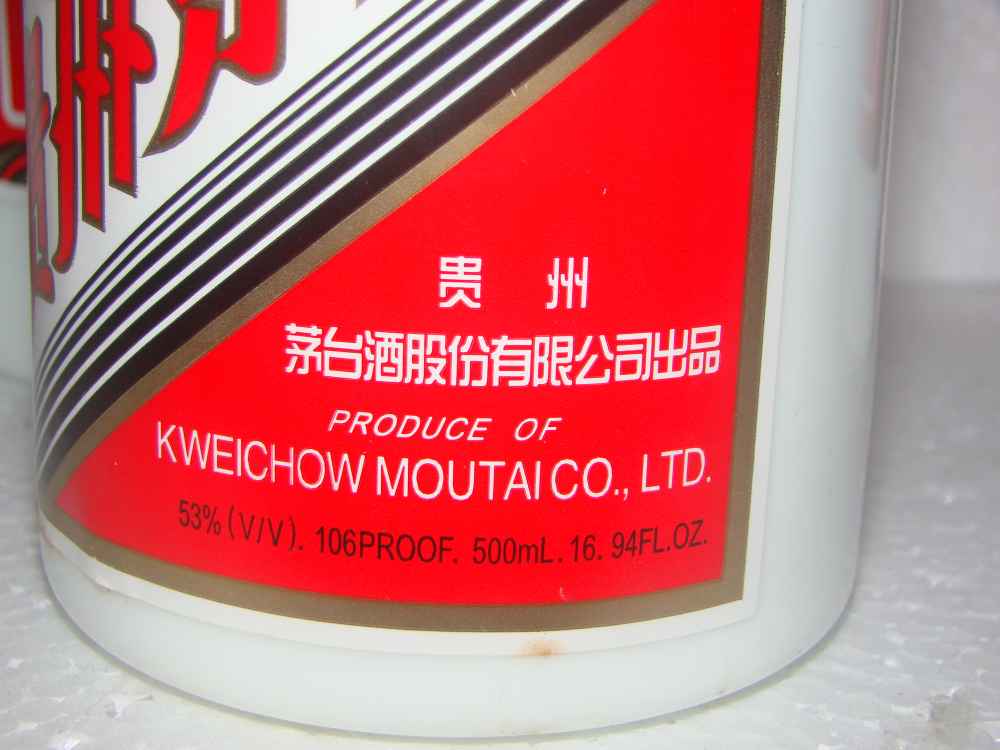 贵 州
茅台酒股份有限公司出品
PRODUCE OF
KWEICHOW MOUTAI CO., LTD.
53% (V/V). 106PROOF. 500mL. 16. 94FL.OZ.